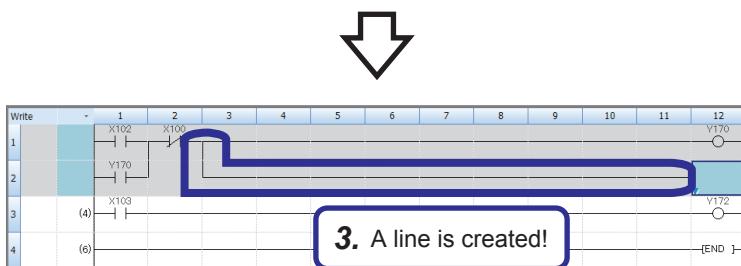 Write 1 2 3 4 5 6 7 8 9 10 11 12
X102 X100 Y170
1
Y170
2
X103 Y172
3 (4)
3. A line is created!
4 (6) [END ]